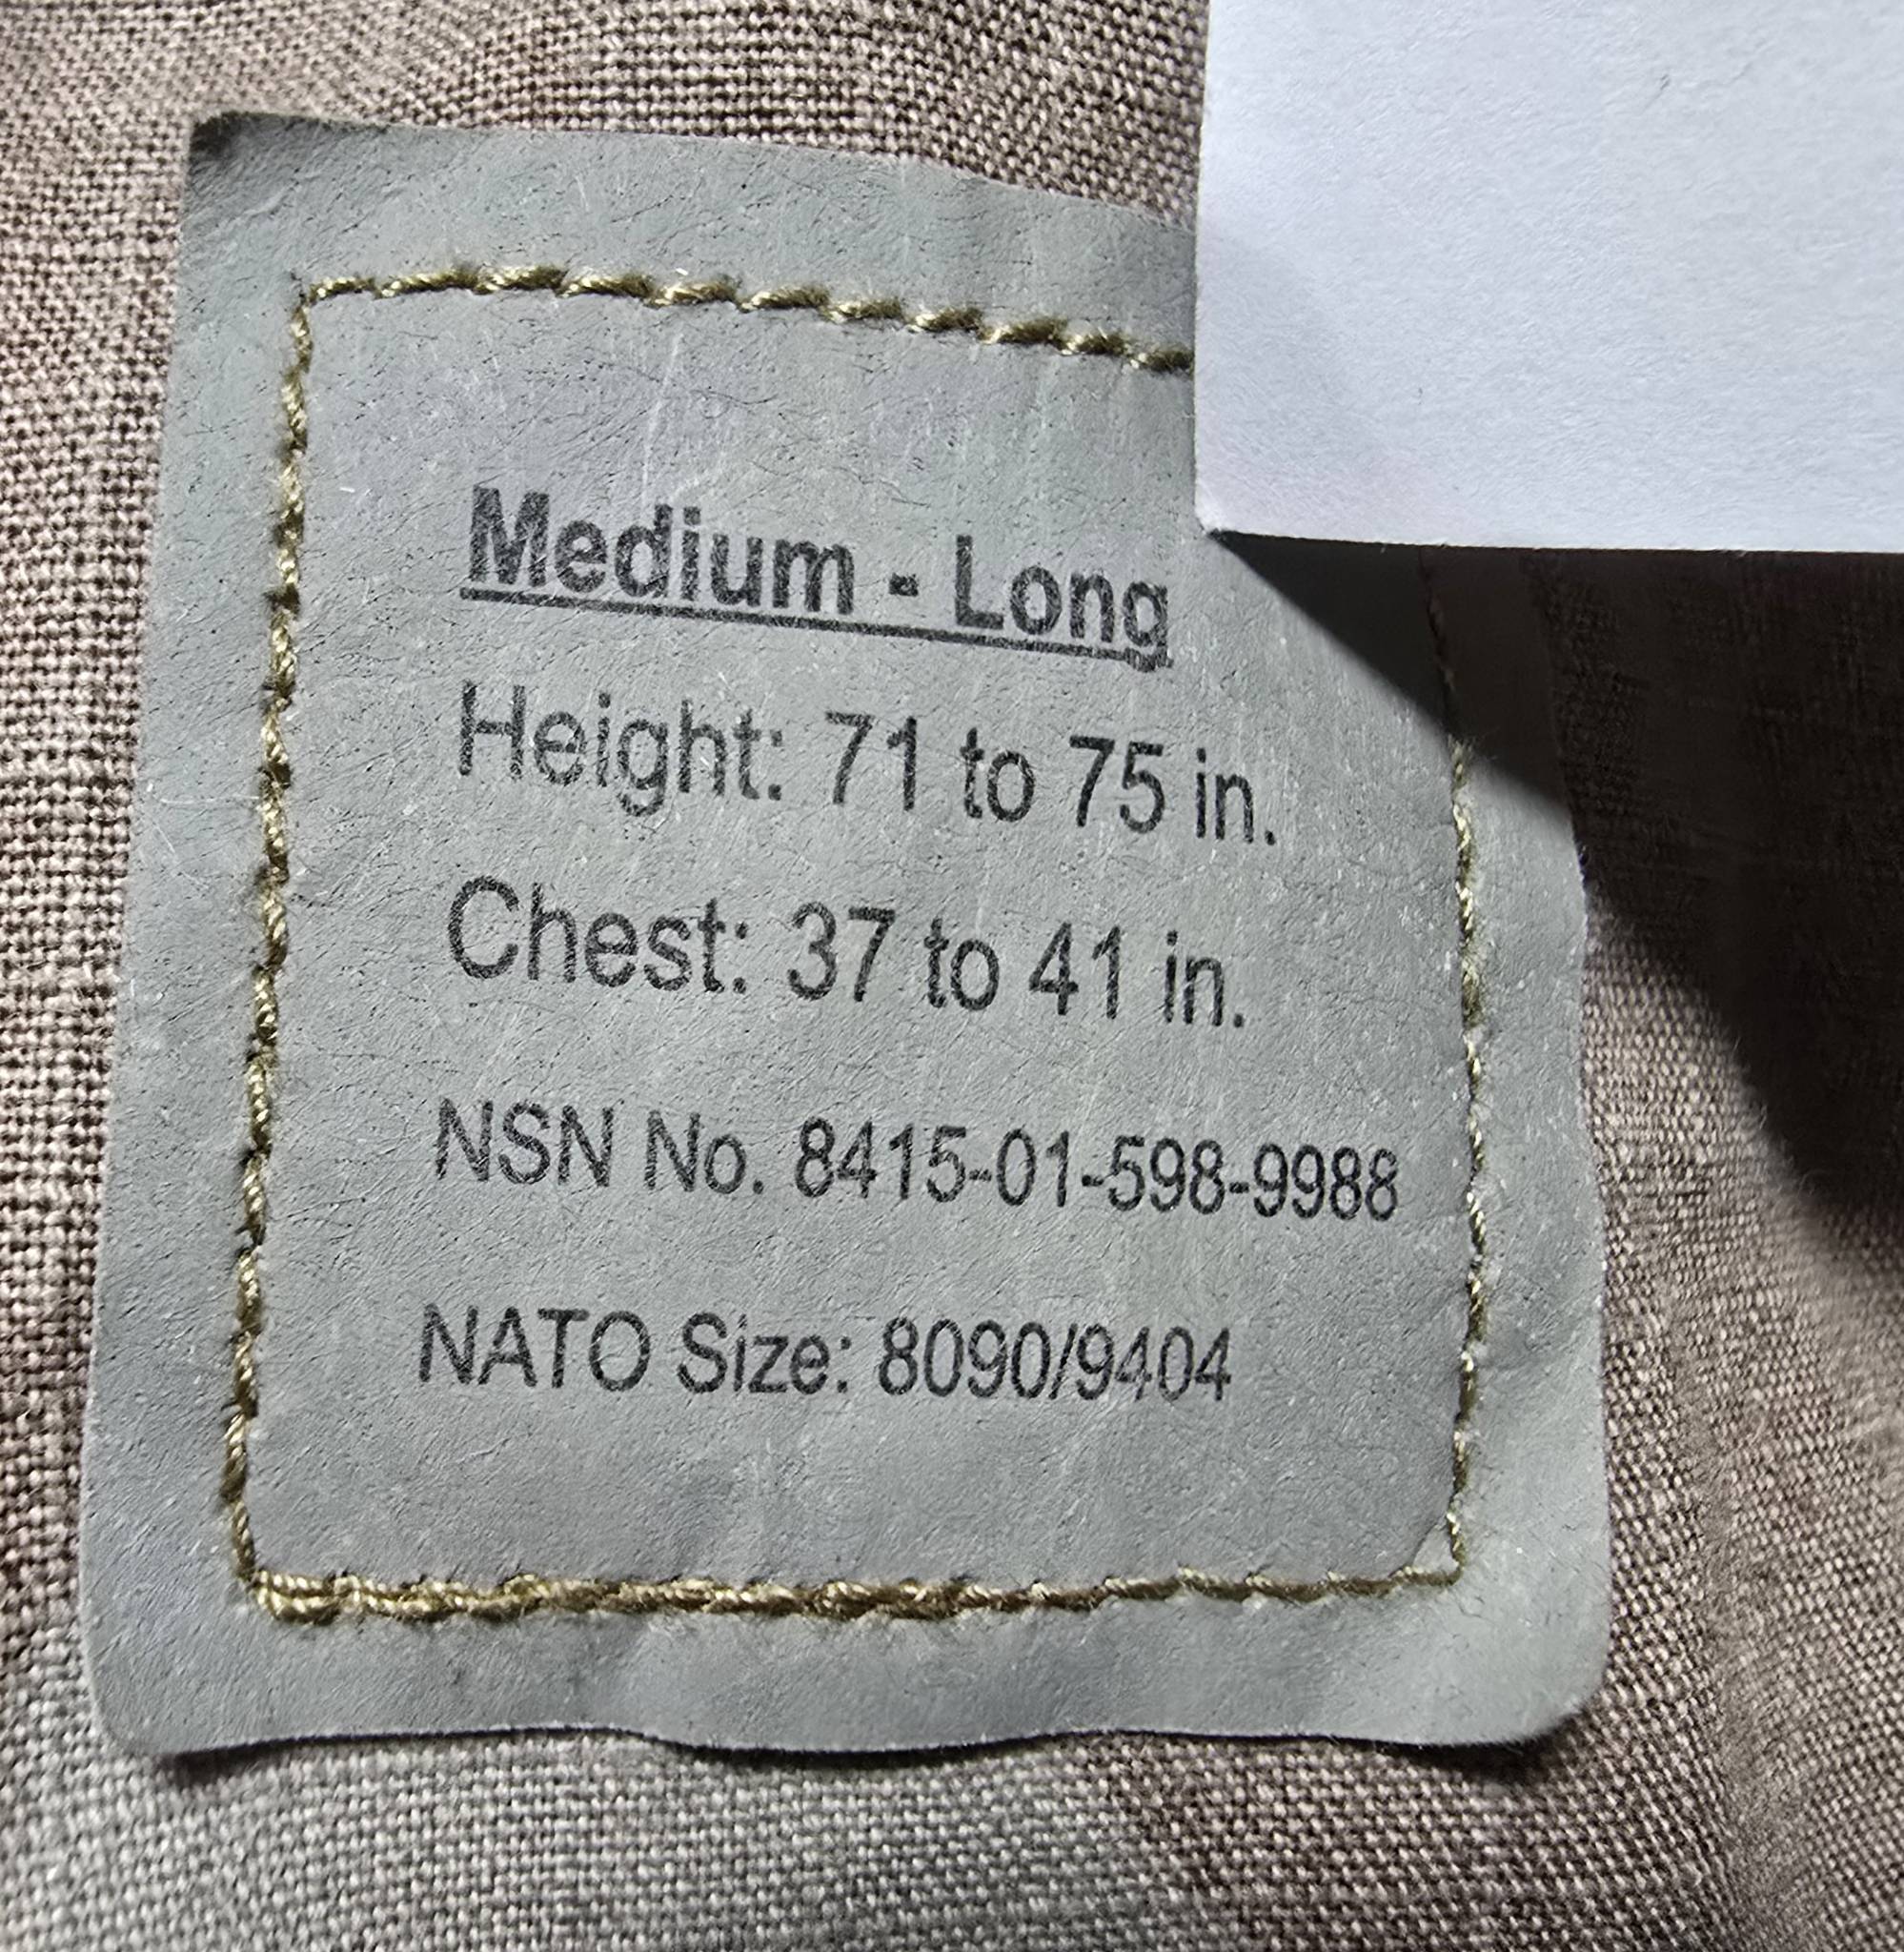 Medium - Long
Height: 71 to 75 in.
Chest: 37 to 41 in.
NSN No. 8415-01-598-9988
NATO Size: 8090/9404